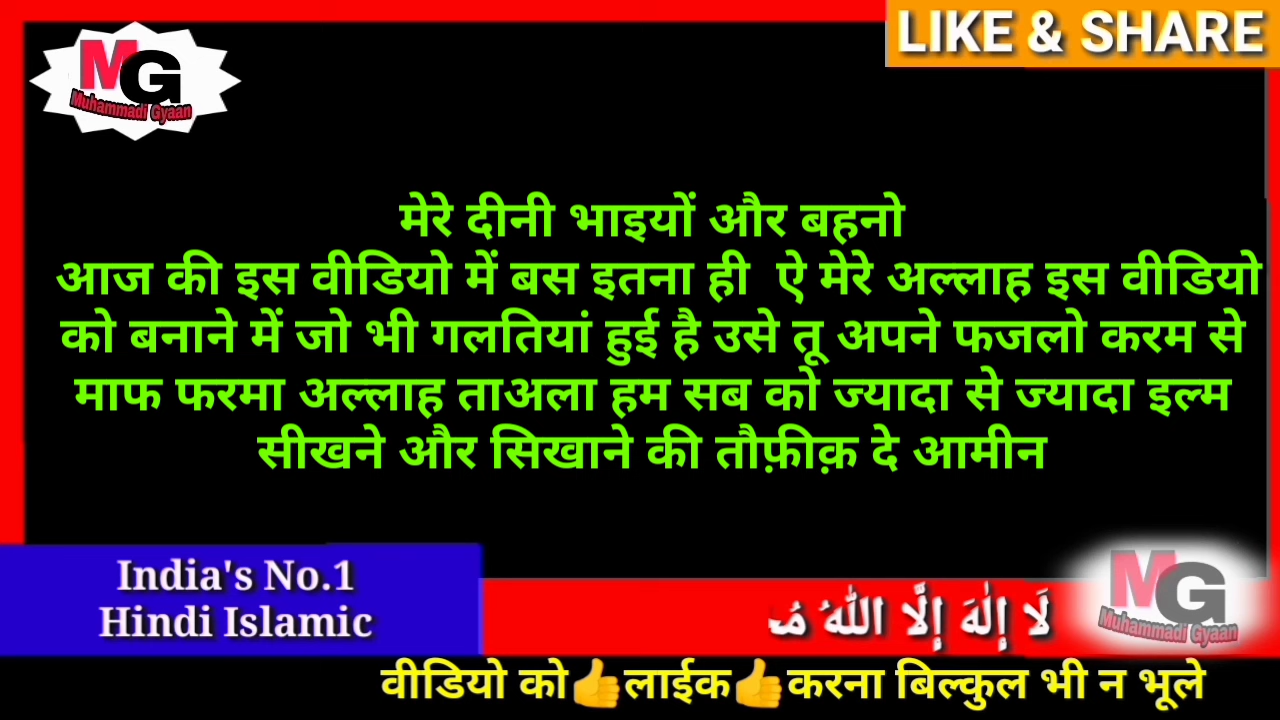 LIKE & SHARE
MG
Muhammadi Gyaan
मेरे दीनी भाइयों और बहनो
आज की इस वीडियो में बस इतना ही ऐ मेरे अल्लाह इस वीडियो
को बनाने में जो भी गलतियां हुई है उसे तू अपने फजलो करम से
माफ फरमा अल्लाह ताअला हम सब को ज्यादा से ज्यादा इल्म
सीखने और सिखाने की तौफ़ीक़ दे आमीन
India's No.1
Hindi Islamic
لَا إِلٰهَ إِلَّا اللّٰهُ
MG
Muhammadi Gyaan
वीडियो को👍लाईक👍करना बिल्कुल भी न भूले